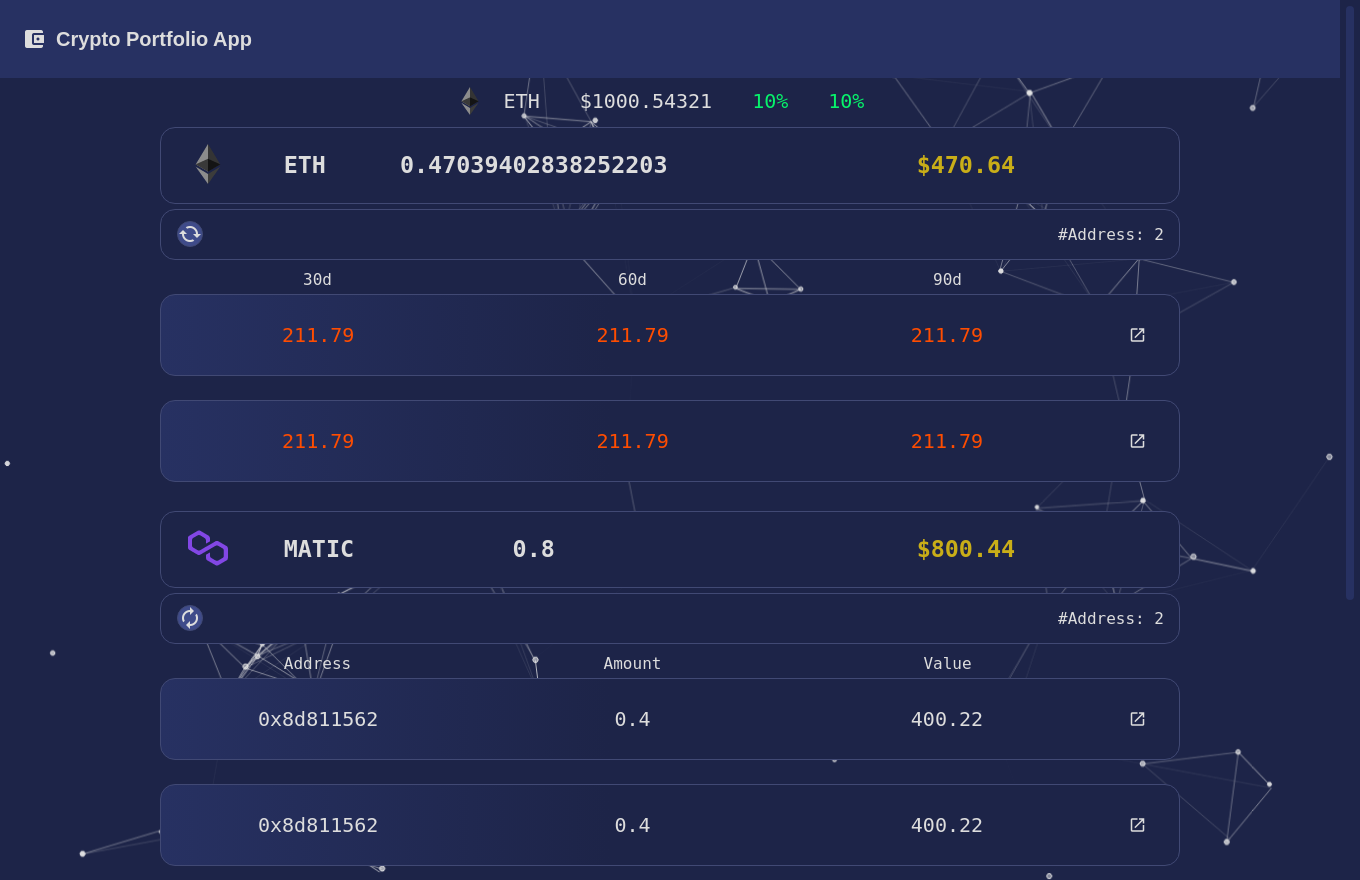 Crypto Portfolio App
ETH $1000.54321 10% 10%
ETH 0.47039402838252203 $470.64
#Address: 2
30d 60d 90d
211.79 211.79 211.79
211.79 211.79 211.79
MATIC 0.8 $800.44
#Address: 2
Address Amount Value
0x8d811562 0.4 400.22
0x8d811562 0.4 400.22